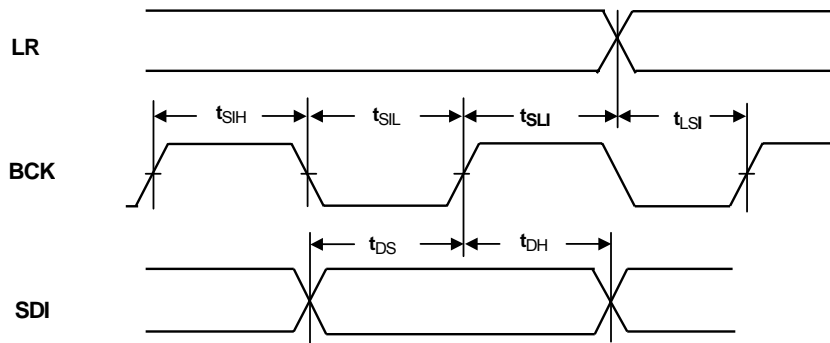 LR
tSIH
tSIL
tSLI
tLSI
BCK
tDS
tDH
SDI